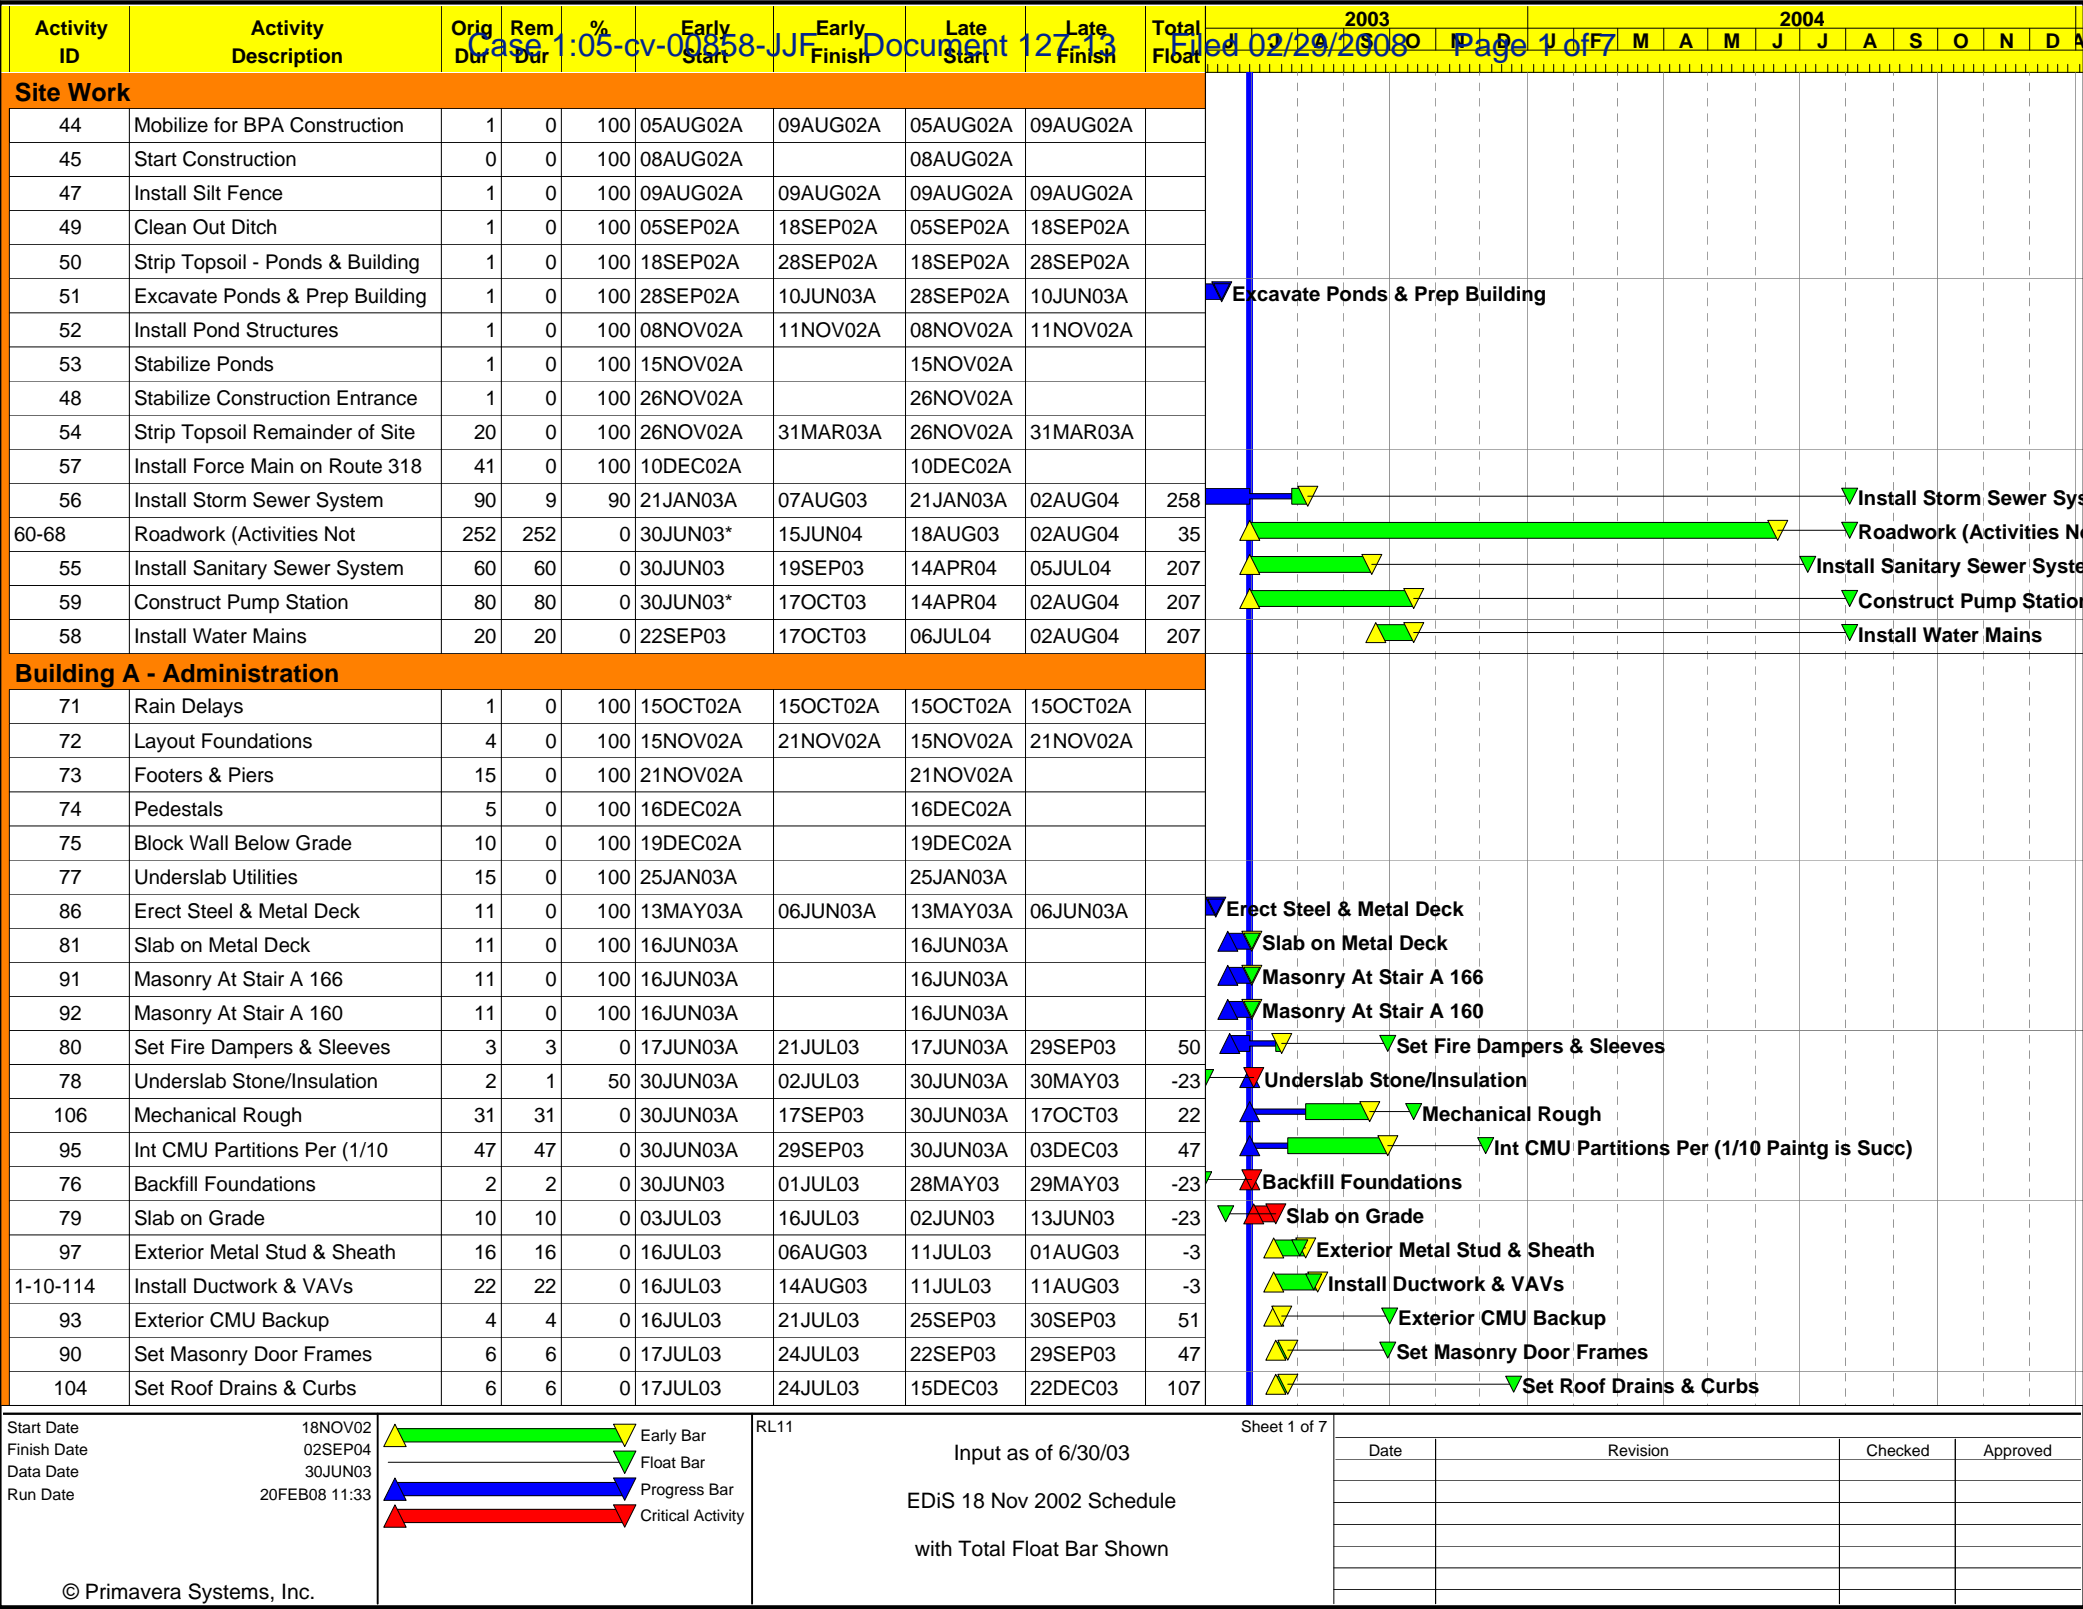 Case 1:05-cv-00858-JJF Document 127-13 Filed 02/29/2008 Page 1 of 7
Activity ID Activity Description Orig Dur Rem Dur % Early Start Early Finish Late Start Late Finish Total Float
2003 2004
J J A S O N D J F M A M J J A S O N D
Site Work
44 Mobilize for BPA Construction 1 0 100 05AUG02A 09AUG02A 05AUG02A 09AUG02A
45 Start Construction 0 0 100 08AUG02A 08AUG02A
47 Install Silt Fence 1 0 100 09AUG02A 09AUG02A 09AUG02A 09AUG02A
49 Clean Out Ditch 1 0 100 05SEP02A 18SEP02A 05SEP02A 18SEP02A
50 Strip Topsoil - Ponds & Building 1 0 100 18SEP02A 28SEP02A 18SEP02A 28SEP02A
51 Excavate Ponds & Prep Building 1 0 100 28SEP02A 10JUN03A 28SEP02A 10JUN03A Excavate Ponds & Prep Building
52 Install Pond Structures 1 0 100 08NOV02A 11NOV02A 08NOV02A 11NOV02A
53 Stabilize Ponds 1 0 100 15NOV02A 15NOV02A
48 Stabilize Construction Entrance 1 0 100 26NOV02A 26NOV02A
54 Strip Topsoil Remainder of Site 20 0 100 26NOV02A 31MAR03A 26NOV02A 31MAR03A
57 Install Force Main on Route 318 41 0 100 10DEC02A 10DEC02A
56 Install Storm Sewer System 90 9 90 21JAN03A 07AUG03 21JAN03A 02AUG04 258 Install Storm Sewer Sys
60-68 Roadwork (Activities Not 252 252 0 30JUN03* 15JUN04 18AUG03 02AUG04 35 Roadwork (Activities No
55 Install Sanitary Sewer System 60 60 0 30JUN03 19SEP03 14APR04 05JUL04 207 Install Sanitary Sewer Syste
59 Construct Pump Station 80 80 0 30JUN03* 17OCT03 14APR04 02AUG04 207 Construct Pump Station
58 Install Water Mains 20 20 0 22SEP03 17OCT03 06JUL04 02AUG04 207 Install Water Mains
Building A - Administration
71 Rain Delays 1 0 100 15OCT02A 15OCT02A 15OCT02A 15OCT02A
72 Layout Foundations 4 0 100 15NOV02A 21NOV02A 15NOV02A 21NOV02A
73 Footers & Piers 15 0 100 21NOV02A 21NOV02A
74 Pedestals 5 0 100 16DEC02A 16DEC02A
75 Block Wall Below Grade 10 0 100 19DEC02A 19DEC02A
77 Underslab Utilities 15 0 100 25JAN03A 25JAN03A
86 Erect Steel & Metal Deck 11 0 100 13MAY03A 06JUN03A 13MAY03A 06JUN03A Erect Steel & Metal Deck
81 Slab on Metal Deck 11 0 100 16JUN03A 16JUN03A Slab on Metal Deck
91 Masonry At Stair A 166 11 0 100 16JUN03A 16JUN03A Masonry At Stair A 166
92 Masonry At Stair A 160 11 0 100 16JUN03A 16JUN03A Masonry At Stair A 160
80 Set Fire Dampers & Sleeves 3 3 0 17JUN03A 21JUL03 17JUN03A 29SEP03 50 Set Fire Dampers & Sleeves
78 Underslab Stone/Insulation 2 1 50 30JUN03A 02JUL03 30JUN03A 30MAY03 -23 Underslab Stone/Insulation
106 Mechanical Rough 31 31 0 30JUN03A 17SEP03 30JUN03A 17OCT03 22 Mechanical Rough
95 Int CMU Partitions Per (1/10 47 47 0 30JUN03A 29SEP03 30JUN03A 03DEC03 47 Int CMU Partitions Per (1/10 Paintg is Succ)
76 Backfill Foundations 2 2 0 30JUN03 01JUL03 28MAY03 29MAY03 -23 Backfill Foundations
79 Slab on Grade 10 10 0 03JUL03 16JUL03 02JUN03 13JUN03 -23 Slab on Grade
97 Exterior Metal Stud & Sheath 16 16 0 16JUL03 06AUG03 11JUL03 01AUG03 -3 Exterior Metal Stud & Sheath
1-10-114 Install Ductwork & VAVs 22 22 0 16JUL03 14AUG03 11JUL03 11AUG03 -3 Install Ductwork & VAVs
93 Exterior CMU Backup 4 4 0 16JUL03 21JUL03 25SEP03 30SEP03 51 Exterior CMU Backup
90 Set Masonry Door Frames 6 6 0 17JUL03 24JUL03 22SEP03 29SEP03 47 Set Masonry Door Frames
104 Set Roof Drains & Curbs 6 6 0 17JUL03 24JUL03 15DEC03 22DEC03 107 Set Roof Drains & Curbs
Start Date 18NOV02
Finish Date 02SEP04
Data Date 30JUN03
Run Date 20FEB08 11:33
© Primavera Systems, Inc.
Early Bar
Float Bar
Progress Bar
Critical Activity
RL11
Input as of 6/30/03
EDiS 18 Nov 2002 Schedule
with Total Float Bar Shown
Sheet 1 of 7
Date Revision Checked Approved